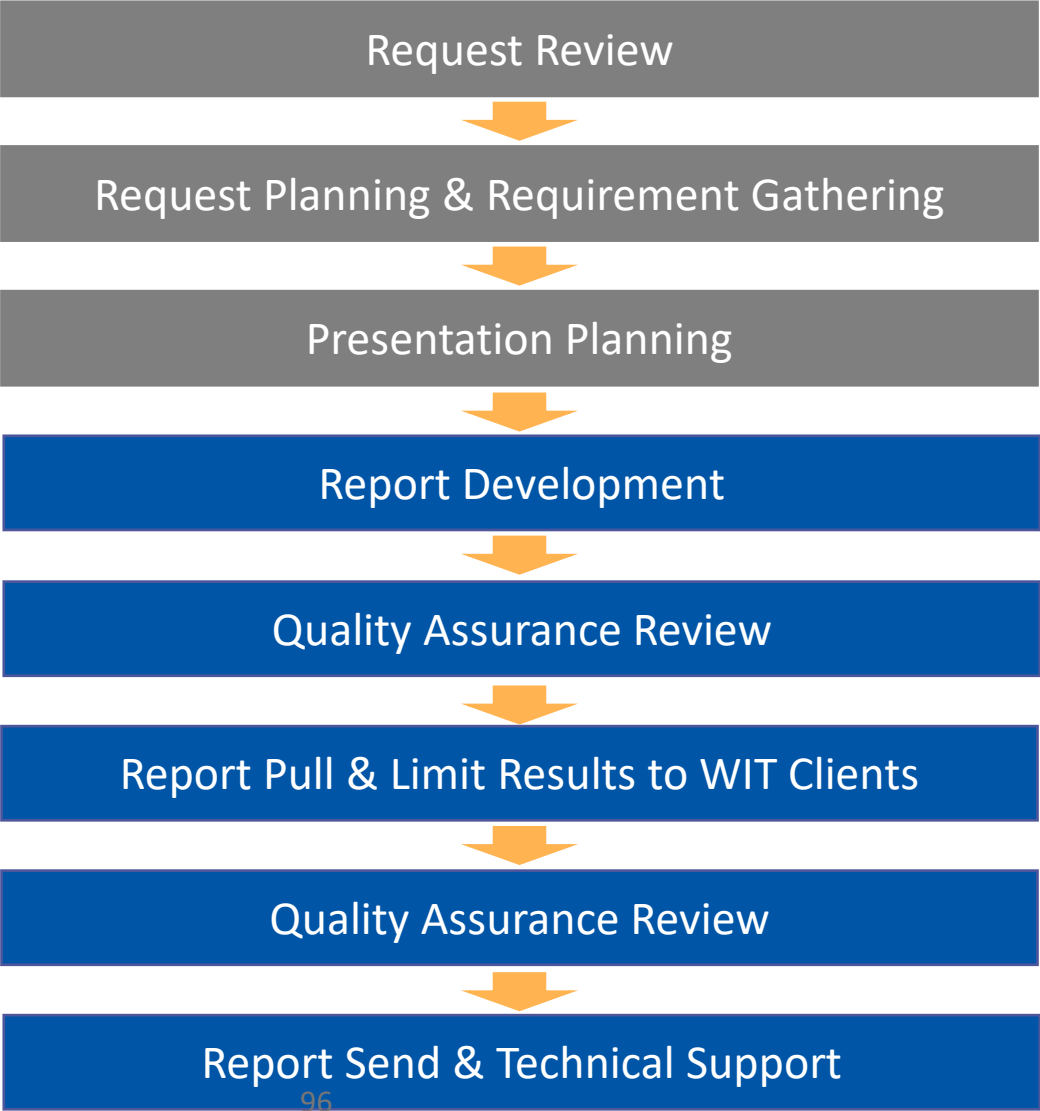 Request Review
Request Planning & Requirement Gathering
Presentation Planning
Report Development
Quality Assurance Review
Report Pull & Limit Results to WIT Clients
Quality Assurance Review
Report Send & Technical Support
96